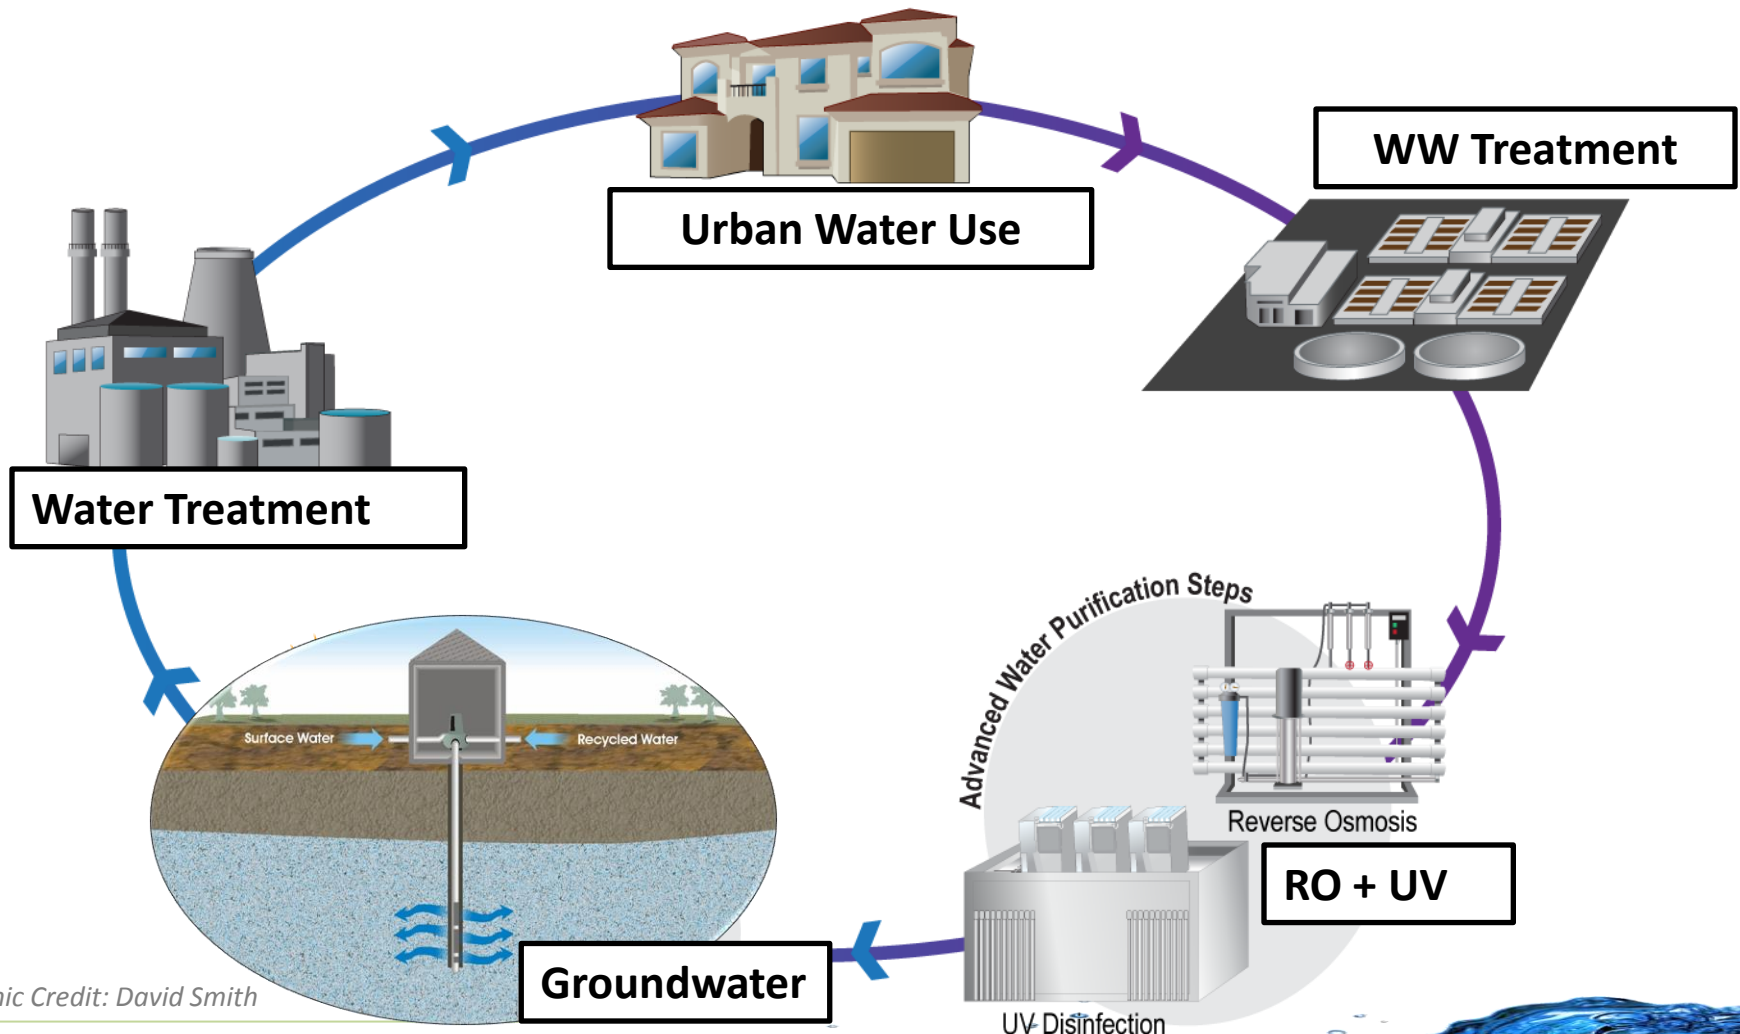 Urban Water Use
WW Treatment
Water Treatment
Advanced Water Purification Steps
Surface Water
Recycled Water
Reverse Osmosis
RO + UV
Groundwater
Credit: David Smith
UV Disinfection